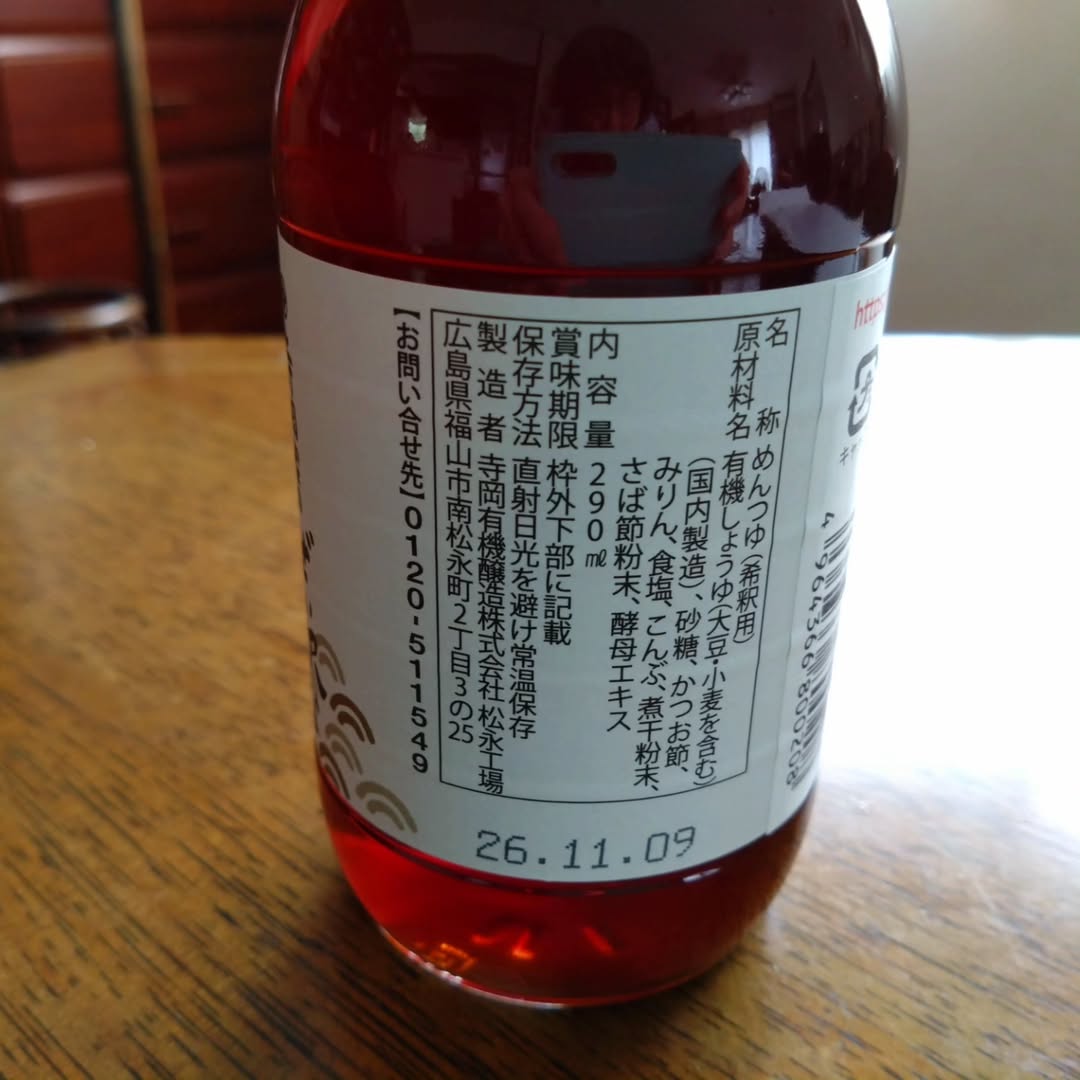 https
名　　称 めんつゆ（希釈用）
原材料名 有機しょうゆ（大豆・小麦を含む）
（国内製造）、砂糖、かつお節、
みりん、食塩、こんぶ、煮干粉末、
さば節粉末、酵母エキス
内 容 量 290㎖
賞味期限 枠外下部に記載
保存方法 直射日光を避け常温保存
製 造 者 寺岡有機醸造株式会社 松永工場
広島県福山市南松永町2丁目3の25
【お問い合せ先】0120-511549
26.11.09
4 964366 800208